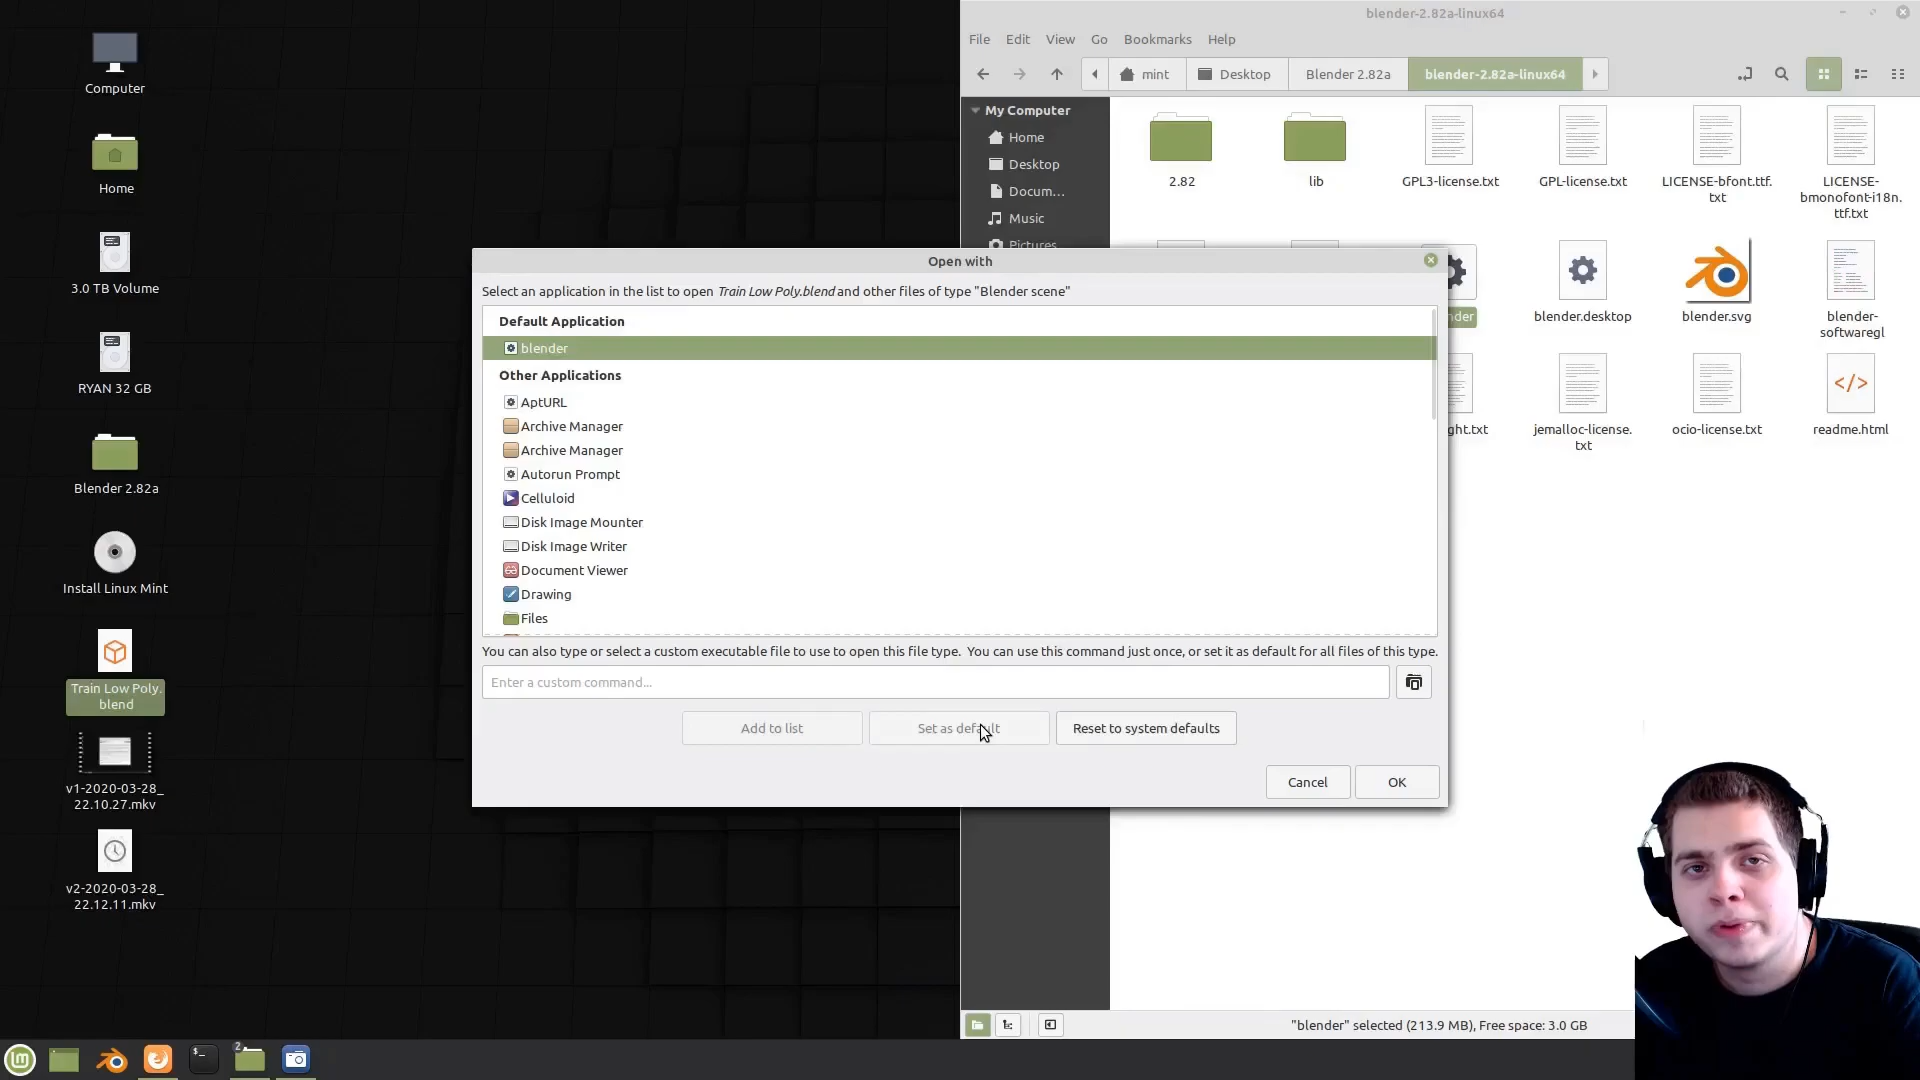 Computer
Home
3.0 TB Volume
RYAN 32 GB
Blender 2.82a
Install Linux Mint
Train Low Poly.
blend
v1-2020-03-28_
22.10.27.mkv
v2-2020-03-28_
22.12.11.mkv
blender-2.82a-linux64
File Edit View Go Bookmarks Help
mint Desktop Blender 2.82a blender-2.82a-linux64
My Computer
Home
Desktop
Docum...
Music
Pictures
2.82
lib
GPL3-license.txt
GPL-license.txt
LICENSE-bfont.ttf.
txt
LICENSE-
bmonofont-i18n.
ttf.txt
nder
blender.desktop
blender.svg
blender-
softwaregl
ght.txt
jemalloc-license.
txt
ocio-license.txt
readme.html
Open with
Select an application in the list to open Train Low Poly.blend and other files of type "Blender scene"
Default Application
blender
Other Applications
AptURL
Archive Manager
Archive Manager
Autorun Prompt
Celluloid
Disk Image Mounter
Disk Image Writer
Document Viewer
Drawing
Files
You can also type or select a custom executable file to use to open this file type. You can use this command just once, or set it as default for all files of this type.
Enter a custom command...
Add to list Set as default Reset to system defaults
Cancel OK
"blender" selected (213.9 MB), Free space: 3.0 GB
2